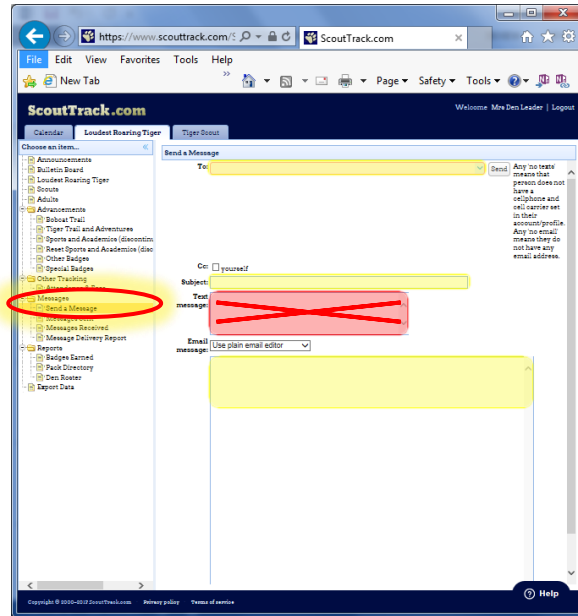 https://www.scouttrack.com/S
ScoutTrack.com
File Edit View Favorites Tools Help
New Tab
Page Safety Tools
ScoutTrack.com
Welcome Mrs Den Leader | Logout
Calendar Loudest Roaring Tiger Tiger Scout
Choose an item...
Announcements
Bulletin Board
Loudest Roaring Tiger
Scouts
Adults
Advancements
Bobcat Trail
Tiger Trail and Adventures
Sports and Academics (discontin
Reset Sports and Academics (disc
Other Badges
Special Badges
Other Tracking
Messages
Send a Message
Messages Received
Message Delivery Report
Reports
Badges Earned
Pack Directory
Den Roster
Export Data
Send a Message
To:
Send
Any 'no texts'
means that
person does not
have a
cellphone and
cell carrier set
in their
account/profile.
Any 'no email'
means they do
not have any
email address.
Cc: yourself
Subject:
Text
message:
Email
message:
Use plain email editor
Help
Copyright © 2000-2017 ScoutTrack.com Privacy policy Terms of service